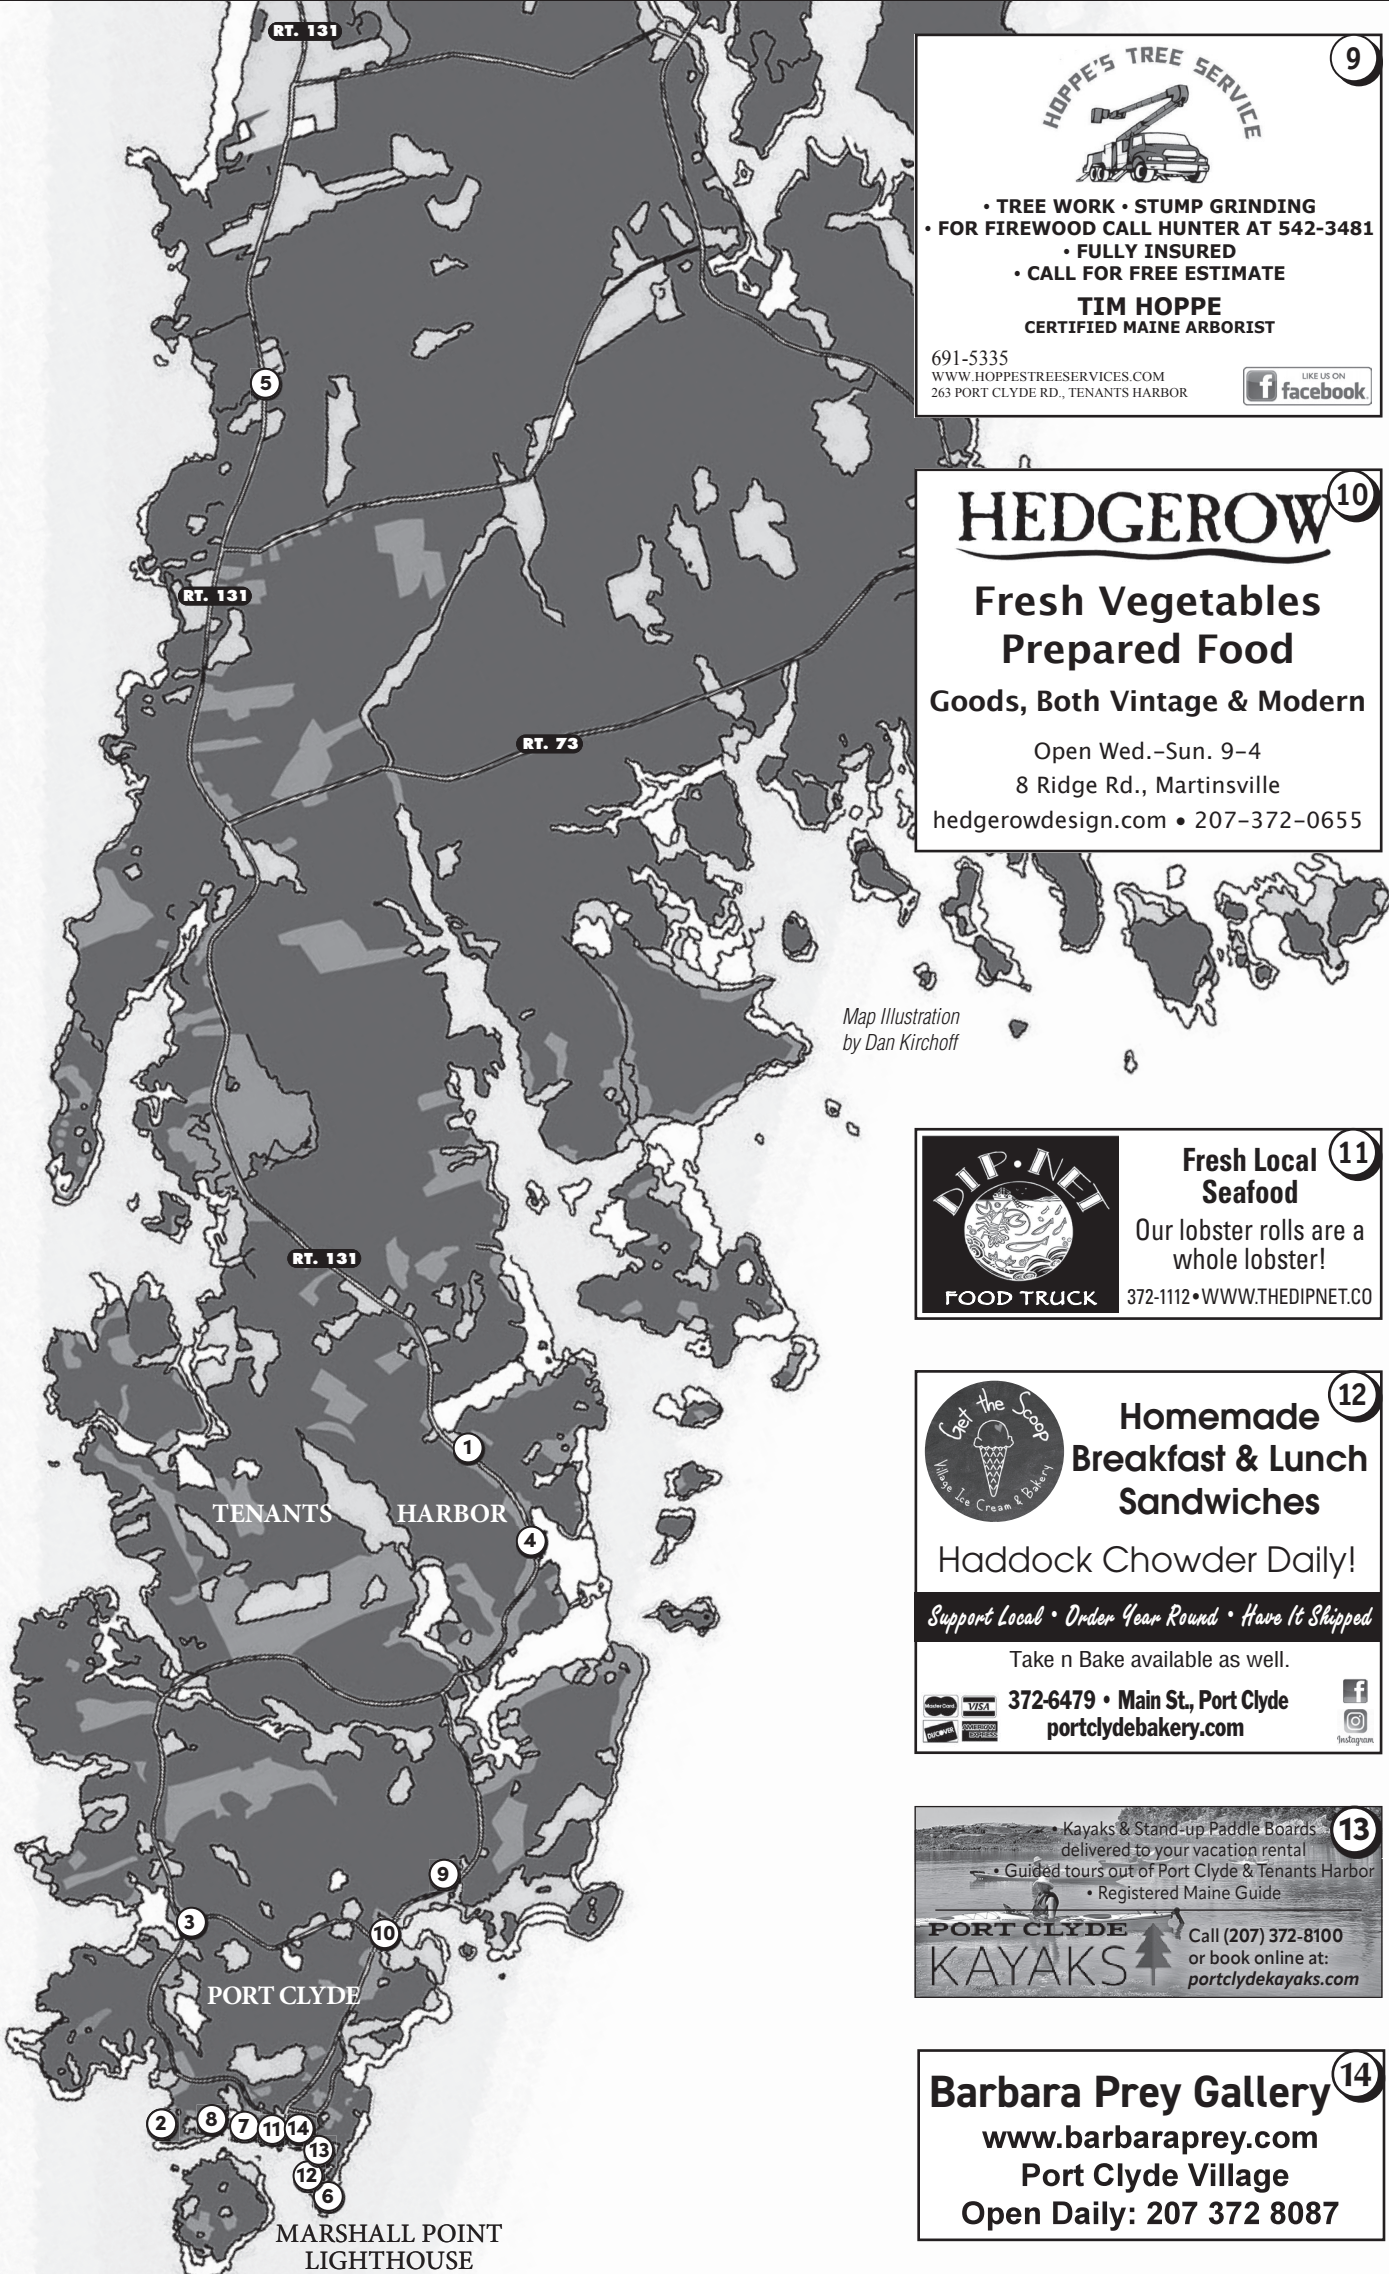 RT. 131
5
RT. 131
RT. 73
RT. 131
1
TENANTS HARBOR
4
9
3
10
PORT CLYDE
2
8
7
11
14
13
12
6
MARSHALL POINT
LIGHTHOUSE
Map Illustration
by Dan Kirchoff
9
HOPPE'S TREE SERVICE
• TREE WORK • STUMP GRINDING
• FOR FIREWOOD CALL HUNTER AT 542-3481
• FULLY INSURED
• CALL FOR FREE ESTIMATE
TIM HOPPE
CERTIFIED MAINE ARBORIST
691-5335
WWW.HOPPESTREESERVICES.COM
263 PORT CLYDE RD., TENANTS HARBOR
LIKE US ON
facebook.
10
HEDGEROW
Fresh Vegetables
Prepared Food
Goods, Both Vintage & Modern
Open Wed.–Sun. 9–4
8 Ridge Rd., Martinsville
hedgerowdesign.com • 207–372–0655
11
DIP•NET
FOOD TRUCK
Fresh Local
Seafood
Our lobster rolls are a
whole lobster!
372-1112•WWW.THEDIPNET.CO
12
Get the Scoop
Village Ice Cream & Bakery
Homemade
Breakfast & Lunch
Sandwiches
Haddock Chowder Daily!
Support Local • Order Year Round • Have It Shipped
Take n Bake available as well.
MasterCard
VISA
DISCOVER
AMERICAN EXPRESS
372-6479 • Main St., Port Clyde
portclydebakery.com
Instagram
13
• Kayaks & Stand-up Paddle Boards
delivered to your vacation rental
• Guided tours out of Port Clyde & Tenants Harbor
• Registered Maine Guide
PORT CLYDE
KAYAKS
Call (207) 372-8100
or book online at:
portclydekayaks.com
14
Barbara Prey Gallery
www.barbaraprey.com
Port Clyde Village
Open Daily: 207 372 8087